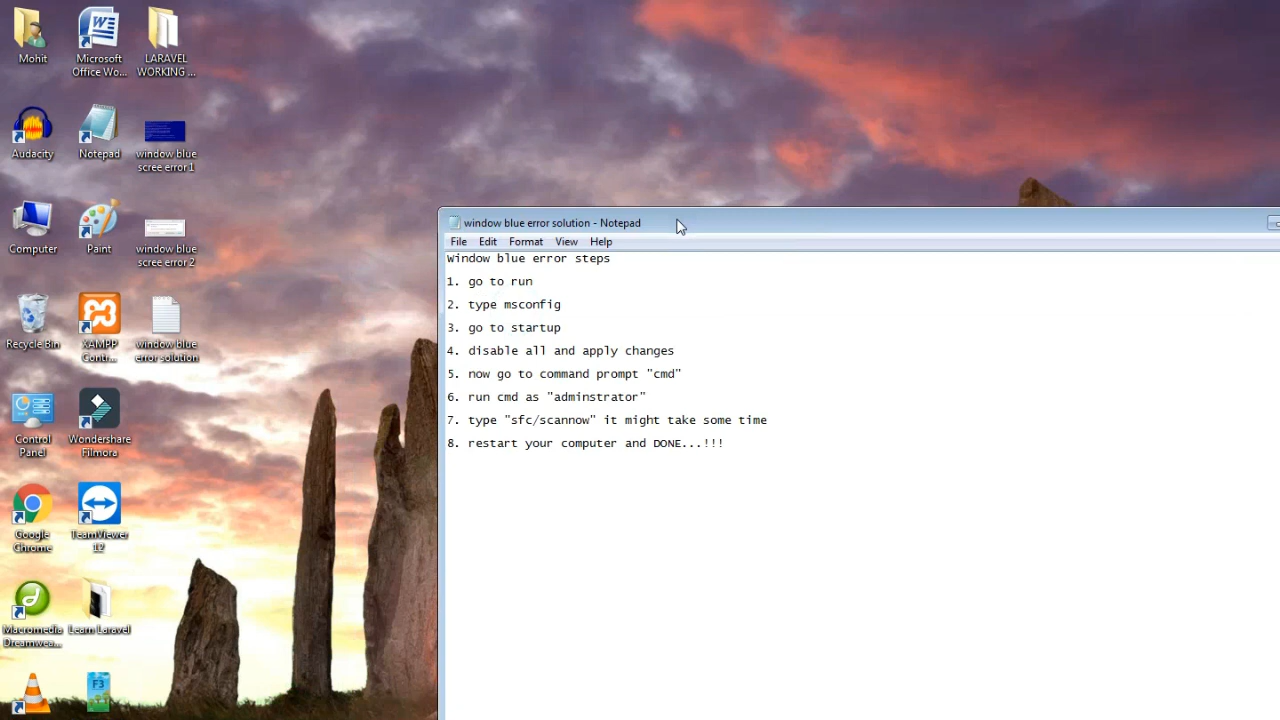 Mohit
Microsoft
Office Wo...
LARAVEL
WORKING ...
Audacity
Notepad
window blue
scree error 1
Computer
Paint
window blue
scree error 2
Recycle Bin
XAMPP
Contr...
window blue
error solution
Control
Panel
Wondershare
Filmora
Google
Chrome
TeamViewer
12
Macromedia
Dreamwea...
Learn Laravel
F3
window blue error solution - Notepad
File Edit Format View Help
Window blue error steps
1. go to run
2. type msconfig
3. go to startup
4. disable all and apply changes
5. now go to command prompt "cmd"
6. run cmd as "adminstrator"
7. type "sfc/scannow" it might take some time
8. restart your computer and DONE...!!!